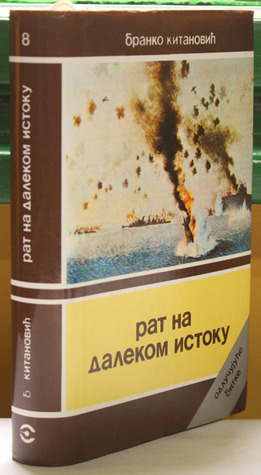 8
рат на далеком истоку
Б китановић
Бранко китановић
рат на
далеком истоку
одлучујуће
битке